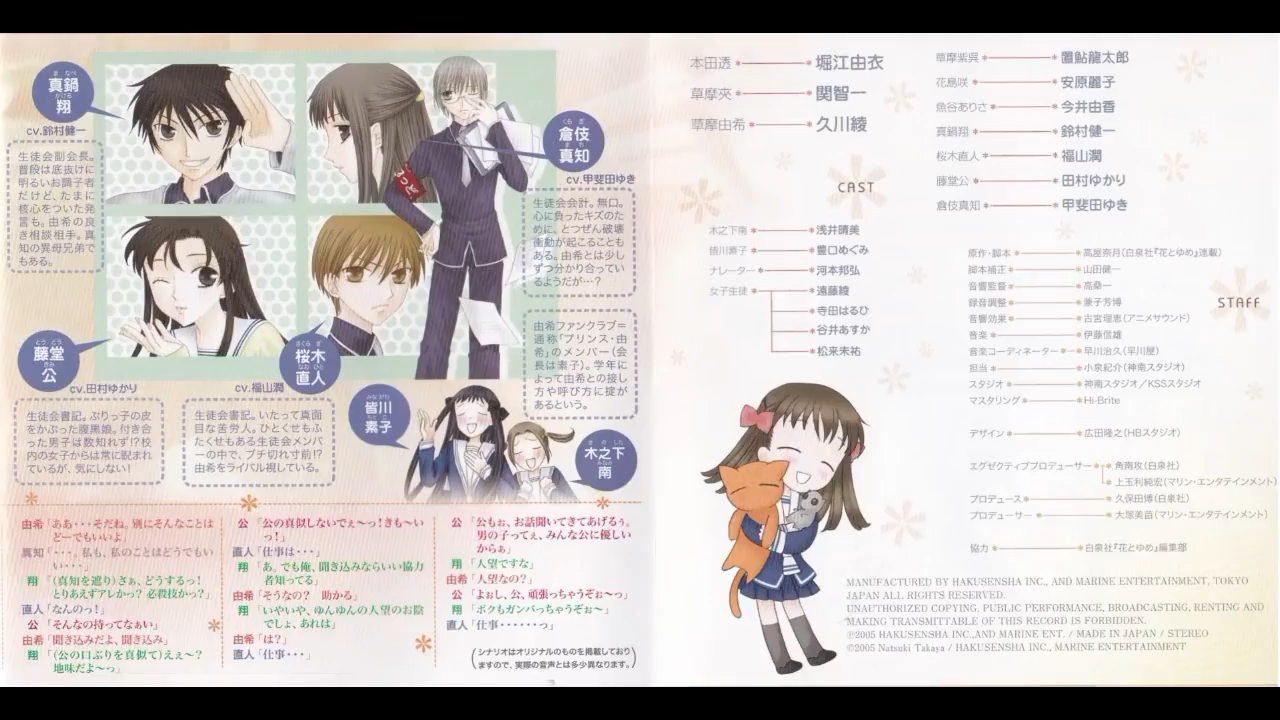 真鍋
翔
まなべ
かける
cv.鈴村健一
生徒会副会長。
普段は底抜けに
明るいお調子者
だけど、たまに
核心をついた発
言も。由希の良
き相談相手。真
知の異母兄弟で
もある。
くらぎ
倉伎
まち
真知
cv.甲斐田ゆき
生徒会会計。無口。
心に負ったキズのた
めに、とつぜん破壊
衝動が起こることも
ある。由希とは少し
ずつ分かり合ってい
るようだが…?
とうどう
藤堂
きみ
公
cv.田村ゆかり
生徒会書記。ぶりっ子の皮
をかぶった腹黒娘。付き合
った男子は数知れず!?校
内の女子からは常に睨まれ
ているが、気にしない!
さくらぎ
桜木
なおひと
直人
cv.福山潤
生徒会書記。いたって真面
目な苦労人。ひとくせもふ
たくせもある生徒会メンバ
ーの中で、ブチ切れ寸前!?
由希をライバル視している。
みながわ
皆川
もとこ
素子
きのした
木之下
みなみ
南
由希ファンクラブ=
通称「プリンス・由
希」のメンバー(会
長は素子)。学年に
よって由希との接し
方や呼び方に掟が
あるという。
由希「ああ・・・そだね。別にそんなことは
どーでもいいよ」
真知「・・・。私も、私のことはどうでもい
い・・・」
翔「(真知を遮り)さぁ、どうするっ!
とりあえずアレしかっ?必殺技かっ?」
直人「なんのっ!」
公「そんなの持ってなぁい」
由希「聞き込みだよ、聞き込み」
翔「(公の口ぶりを真似て)えぇ〜?
地味だよ〜っ」
公「公の真似しないでぇ〜っ!きも〜い
っ!」
直人「仕事は・・・」
翔「あ。でも俺、聞き込みならいい協力
者知ってる」
由希「そうなの? 助かる」
翔「いやいや、ゆんゆんの人望のお陰
でしょ、あれは」
由希「は?」
直人「仕事・・・」
公「公もぉ、お話聞いてきてあげるぅ。
男の子ってぇ、みんな公に優しい
からぁ」
翔「人望ですな」
由希「人望なの?」
公「よぉし、公、頑張っちゃうぞぉ〜っ」
翔「ボクもガンバっちゃうぞぉ〜」
直人「仕事・・・・・・っ」
(シナリオはオリジナルのものを掲載しており
ますので、実際の音声とは多少異なります。)
本田透 堀江由衣
草摩夾 関智一
草摩由希 久川綾
草摩紫呉 置鮎龍太郎
花島咲 安原麗子
魚谷ありさ 今井由香
真鍋翔 鈴村健一
桜木直人 福山潤
藤堂公 田村ゆかり
倉伎真知 甲斐田ゆき
CAST
木之下南 浅井晴美
皆川素子 豊口めぐみ
ナレーター 河本邦弘
女子生徒 遠藤綾
寺田はるひ
谷井あすか
松来未祐
原作・脚本 高屋奈月(白泉社『花とゆめ』連載)
脚本補正 山田健一
音響監督 高桑一
録音調整 兼子芳博
音響効果 古宮瑠恵(アニメサウンド)
音楽 伊藤信雄
音楽コーディネーター 早川治久(早川屋)
担当 小泉紀介(神南スタジオ)
スタジオ 神南スタジオ/KSSスタジオ
マスタリング Hi-Brite
STAFF
デザイン 広田隆之(HBスタジオ)
エグゼクティブプロデューサー 角南攻(白泉社)
上玉利純宏(マリン・エンタテインメント)
プロデュース 久保田博(白泉社)
プロデューサー 大塚美苗(マリン・エンタテインメント)
協力 白泉社『花とゆめ』編集部
MANUFACTURED BY HAKUSENSHA INC., AND MARINE ENTERTAINMENT, TOKYO
JAPAN ALL RIGHTS RESERVED.
UNAUTHORIZED COPYING, PUBLIC PERFORMANCE, BROADCASTING, RENTING AND
MAKING TRANSMITTABLE OF THIS RECORD IS FORBIDDEN.
℗2005 HAKUSENSHA INC.,AND MARINE ENT. / MADE IN JAPAN / STEREO
©2005 Natsuki Takaya / HAKUSENSHA INC., MARINE ENTERTAINMENT